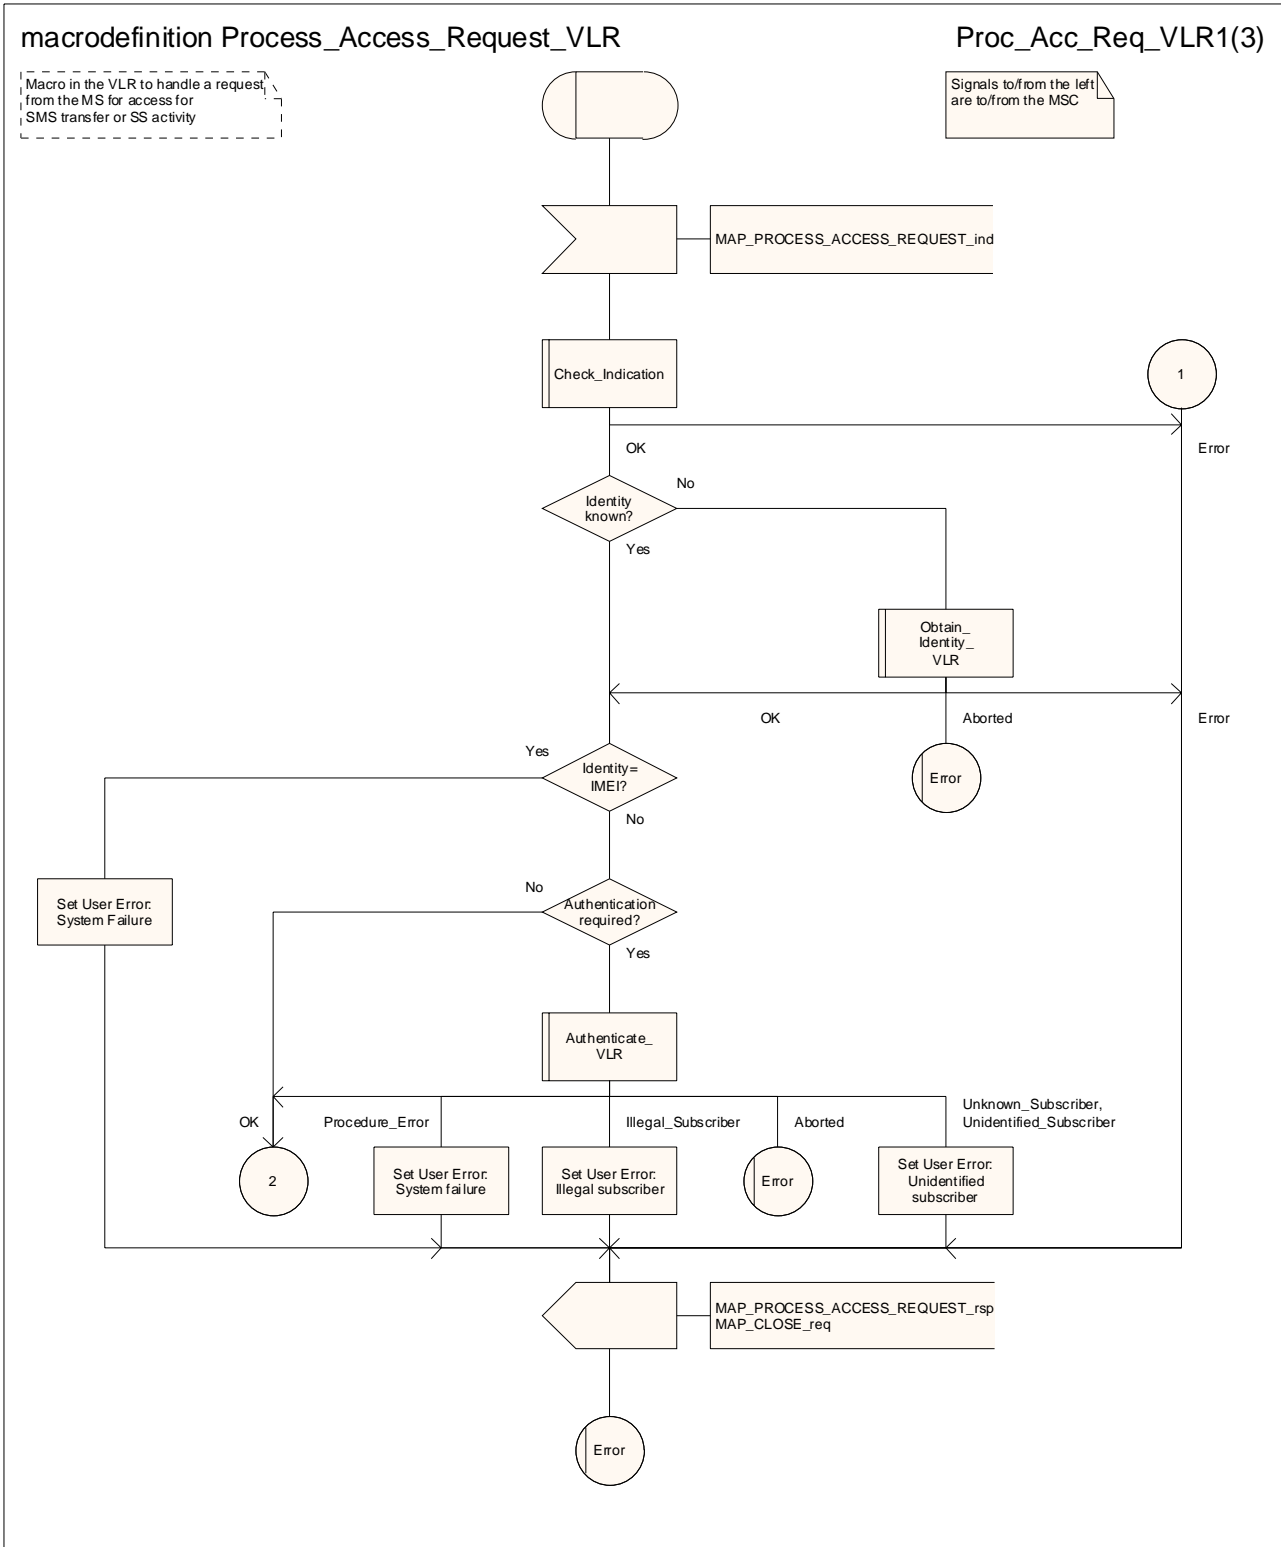 macrodefinition Process_Access_Request_VLR
Proc_Acc_Req_VLR1(3)
Macro in the VLR to handle a request
from the MS for access for
SMS transfer or SS activity
Signals to/from the left
are to/from the MSC
MAP_PROCESS_ACCESS_REQUEST_ind
Check_Indication
1
OK
Error
Identity
known?
No
Yes
Obtain_
Identity_
VLR
OK
Aborted
Error
Yes
Identity=
IMEI?
Error
No
Set User Error:
System Failure
No
Authentication
required?
Yes
Authenticate_
VLR
OK
Procedure_Error
Illegal_Subscriber
Aborted
Unknown_Subscriber,
Unidentified_Subscriber
2
Set User Error:
System failure
Set User Error:
Illegal subscriber
Error
Set User Error:
Unidentified
subscriber
MAP_PROCESS_ACCESS_REQUEST_rsp
MAP_CLOSE_req
Error